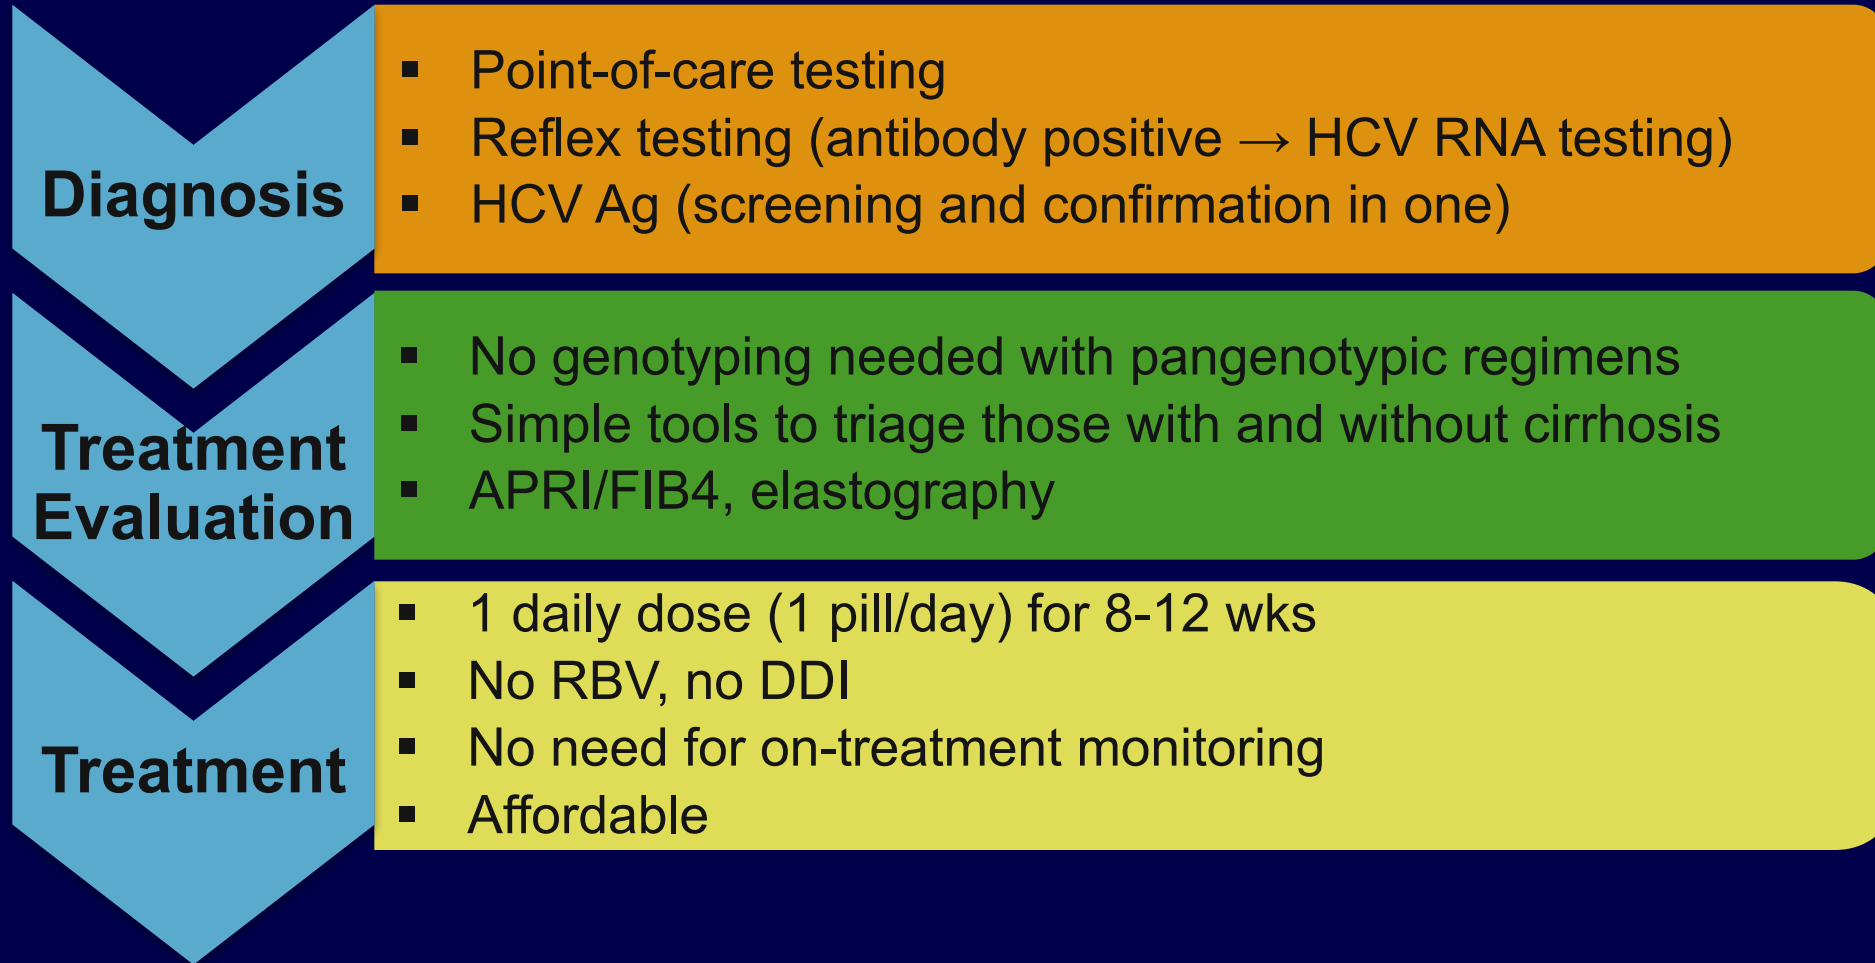 Diagnosis
▪ Point-of-care testing
▪ Reflex testing (antibody positive → HCV RNA testing)
▪ HCV Ag (screening and confirmation in one)
Treatment
Evaluation
▪ No genotyping needed with pangenotypic regimens
▪ Simple tools to triage those with and without cirrhosis
▪ APRI/FIB4, elastography
Treatment
▪ 1 daily dose (1 pill/day) for 8-12 wks
▪ No RBV, no DDI
▪ No need for on-treatment monitoring
▪ Affordable